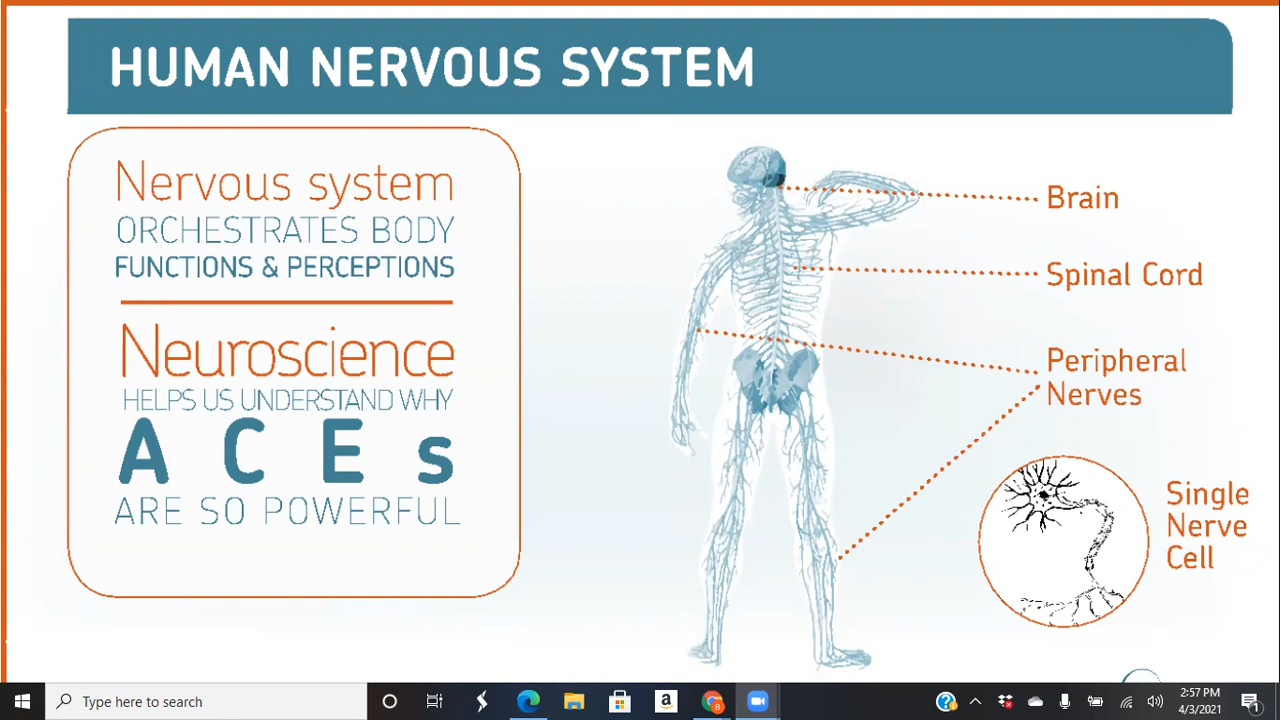 HUMAN NERVOUS SYSTEM
Nervous system
ORCHESTRATES BODY
FUNCTIONS & PERCEPTIONS
Neuroscience
HELPS US UNDERSTAND WHY
ACEs
ARE SO POWERFUL
Brain
Spinal Cord
Peripheral
Nerves
Single
Nerve
Cell
Type here to search
2:57 PM
4/3/2021